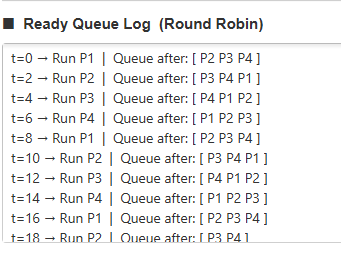 ■ Ready Queue Log (Round Robin)
t=0 → Run P1 | Queue after: [ P2 P3 P4 ]
t=2 → Run P2 | Queue after: [ P3 P4 P1 ]
t=4 → Run P3 | Queue after: [ P4 P1 P2 ]
t=6 → Run P4 | Queue after: [ P1 P2 P3 ]
t=8 → Run P1 | Queue after: [ P2 P3 P4 ]
t=10 → Run P2 | Queue after: [ P3 P4 P1 ]
t=12 → Run P3 | Queue after: [ P4 P1 P2 ]
t=14 → Run P4 | Queue after: [ P1 P2 P3 ]
t=16 → Run P1 | Queue after: [ P2 P3 P4 ]
t=18 → Run P2 | Queue after: [ P3 P4 ]